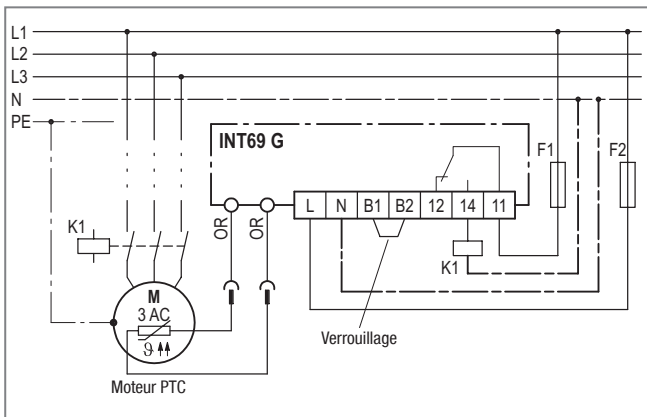 L1
L2
L3
N
PE
INT69 G
F1
F2
L N B1 B2 12 14 11
OR
OR
K1
K1
M
3 AC
ϑ
Verrouillage
Moteur PTC